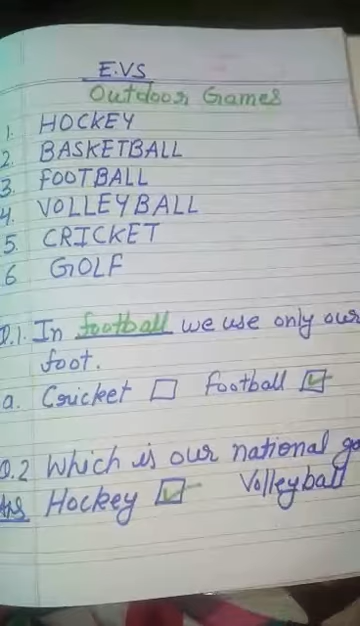 E.VS
Outdoor Games
1. HOCKEY
2. BASKETBALL
3. FOOTBALL
4. VOLLEYBALL
5. CRICKET
6 GOLF
Q.1. In football we use only our
foot.
a. Cricket football
Q.2 Which is our national
Ans Hockey Volleyball